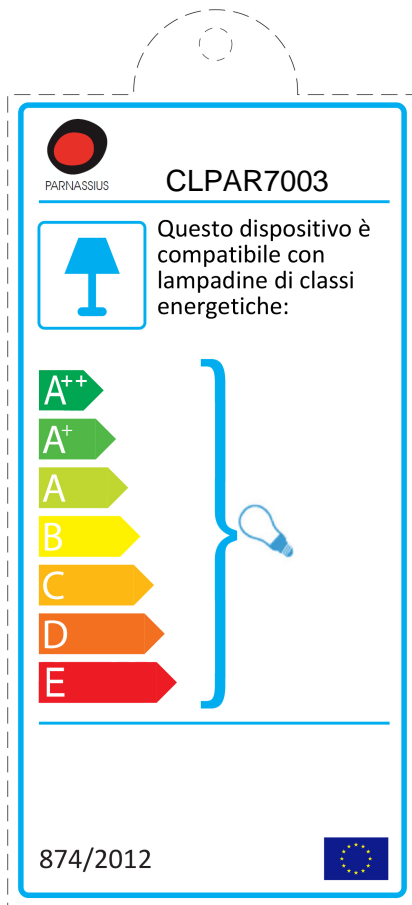 PARNASSIUS
CLPAR7003
Questo dispositivo è
compatibile con
lampadine di classi
energetiche:
A++
A+
A
B
C
D
E
874/2012